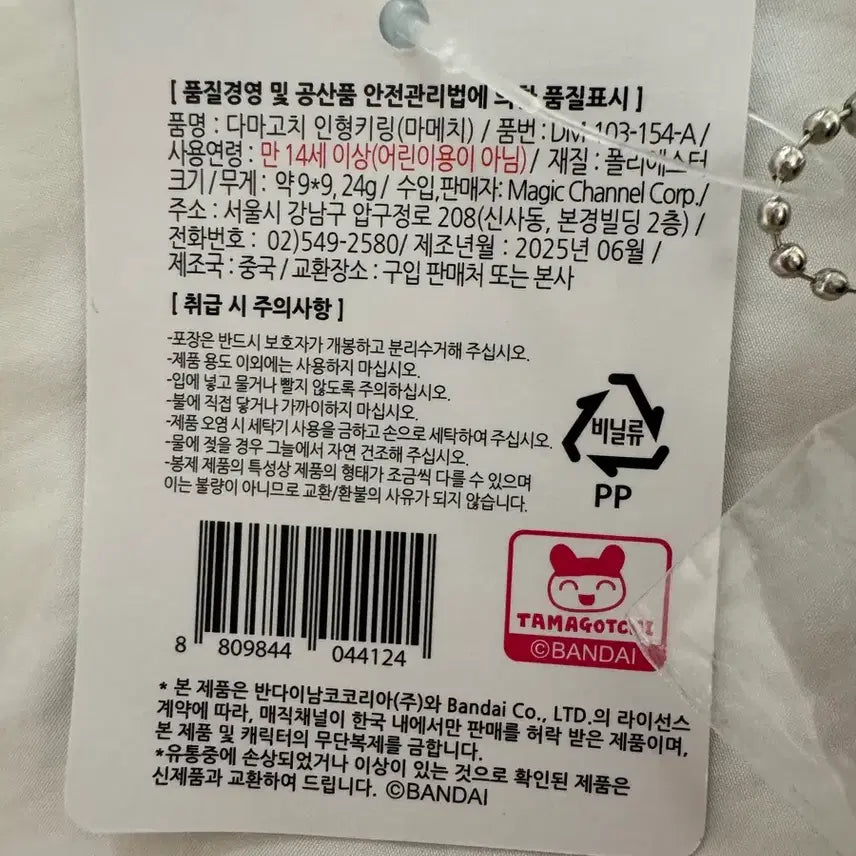 [ 품질경영 및 공산품 안전관리법에 의한 품질표시 ]
품명 : 다마고치 인형키링(마메치) / 품번 : DM-103-154-A /
사용연령 : 만 14세 이상(어린이용이 아님) / 재질 : 폴리에스터
크기/무게 : 약 9*9, 24g / 수입,판매자: Magic Channel Corp./
주소 : 서울시 강남구 압구정로 208(신사동, 본경빌딩 2층) /
전화번호 : 02)549-2580/ 제조년월 : 2025년 06월 /
제조국 : 중국 / 교환장소 : 구입 판매처 또는 본사
[ 취급 시 주의사항 ]
-포장은 반드시 보호자가 개봉하고 분리수거해 주십시오.
-제품 용도 이외에는 사용하지 마십시오.
-입에 넣고 물거나 빨지 않도록 주의하십시오.
-불에 직접 닿거나 가까이하지 마십시오.
-제품 오염 시 세탁기 사용을 금하고 손으로 세탁하여 주십시오.
-물에 젖을 경우 그늘에서 자연 건조해 주십시오.
-봉제 제품의 특성상 제품의 형태가 조금씩 다를 수 있으며
이는 불량이 아니므로 교환/환불의 사유가 되지 않습니다.
비닐류
PP
8 809844 044124
TAMAGOTCHI
©BANDAI
* 본 제품은 반다이남코코리아(주)와 Bandai Co., LTD.의 라이선스
계약에 따라, 매직채널이 한국 내에서만 판매를 허락 받은 제품이며,
본 제품 및 캐릭터의 무단복제를 금합니다.
*유통중에 손상되었거나 이상이 있는 것으로 확인된 제품은
신제품과 교환하여 드립니다. ©BANDAI